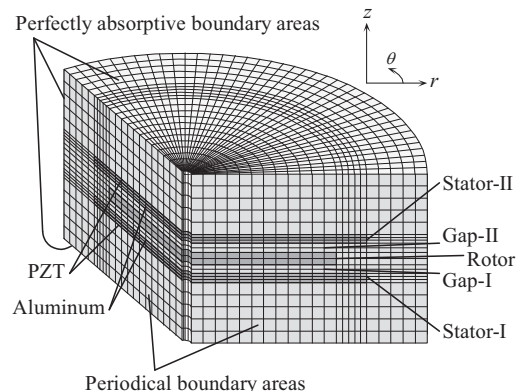 Perfectly absorptive boundary areas
z
θ
r
Stator-II
Gap-II
Rotor
Gap-I
Stator-I
PZT
Aluminum
Periodical boundary areas